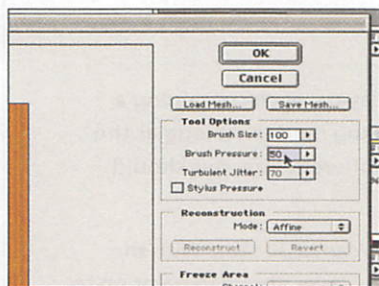 OK
Cancel
Load Mesh... Save Mesh...
Tool Options
Brush Size: 100
Brush Pressure: 50
Turbulent Jitter: 70
Stylus Pressure
Reconstruction
Mode: Affine
Reconstruct Revert
Freeze Area